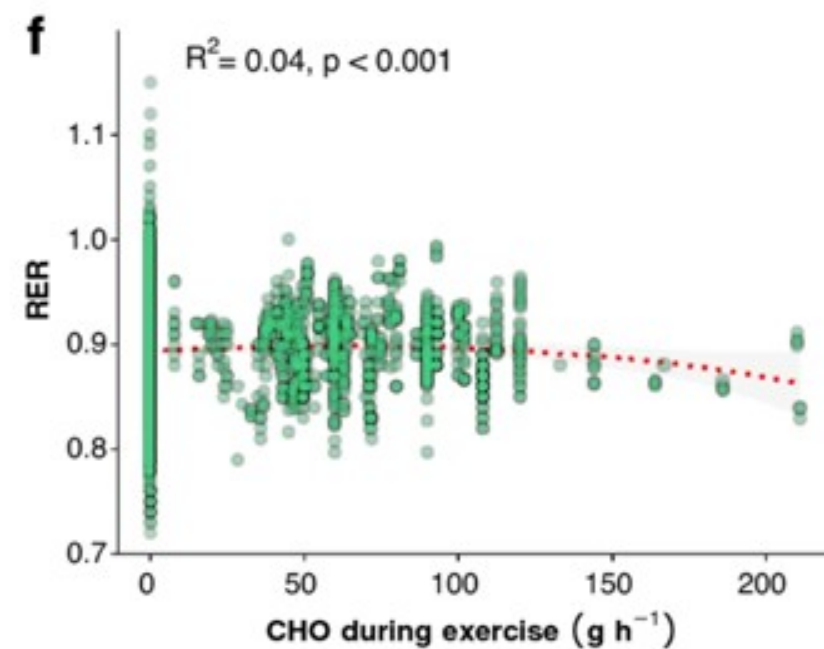 f
R²= 0.04, p < 0.001
1.1
1.0
0.9
0.8
0.7
RER
0 50 100 150 200
CHO during exercise (g h⁻¹)